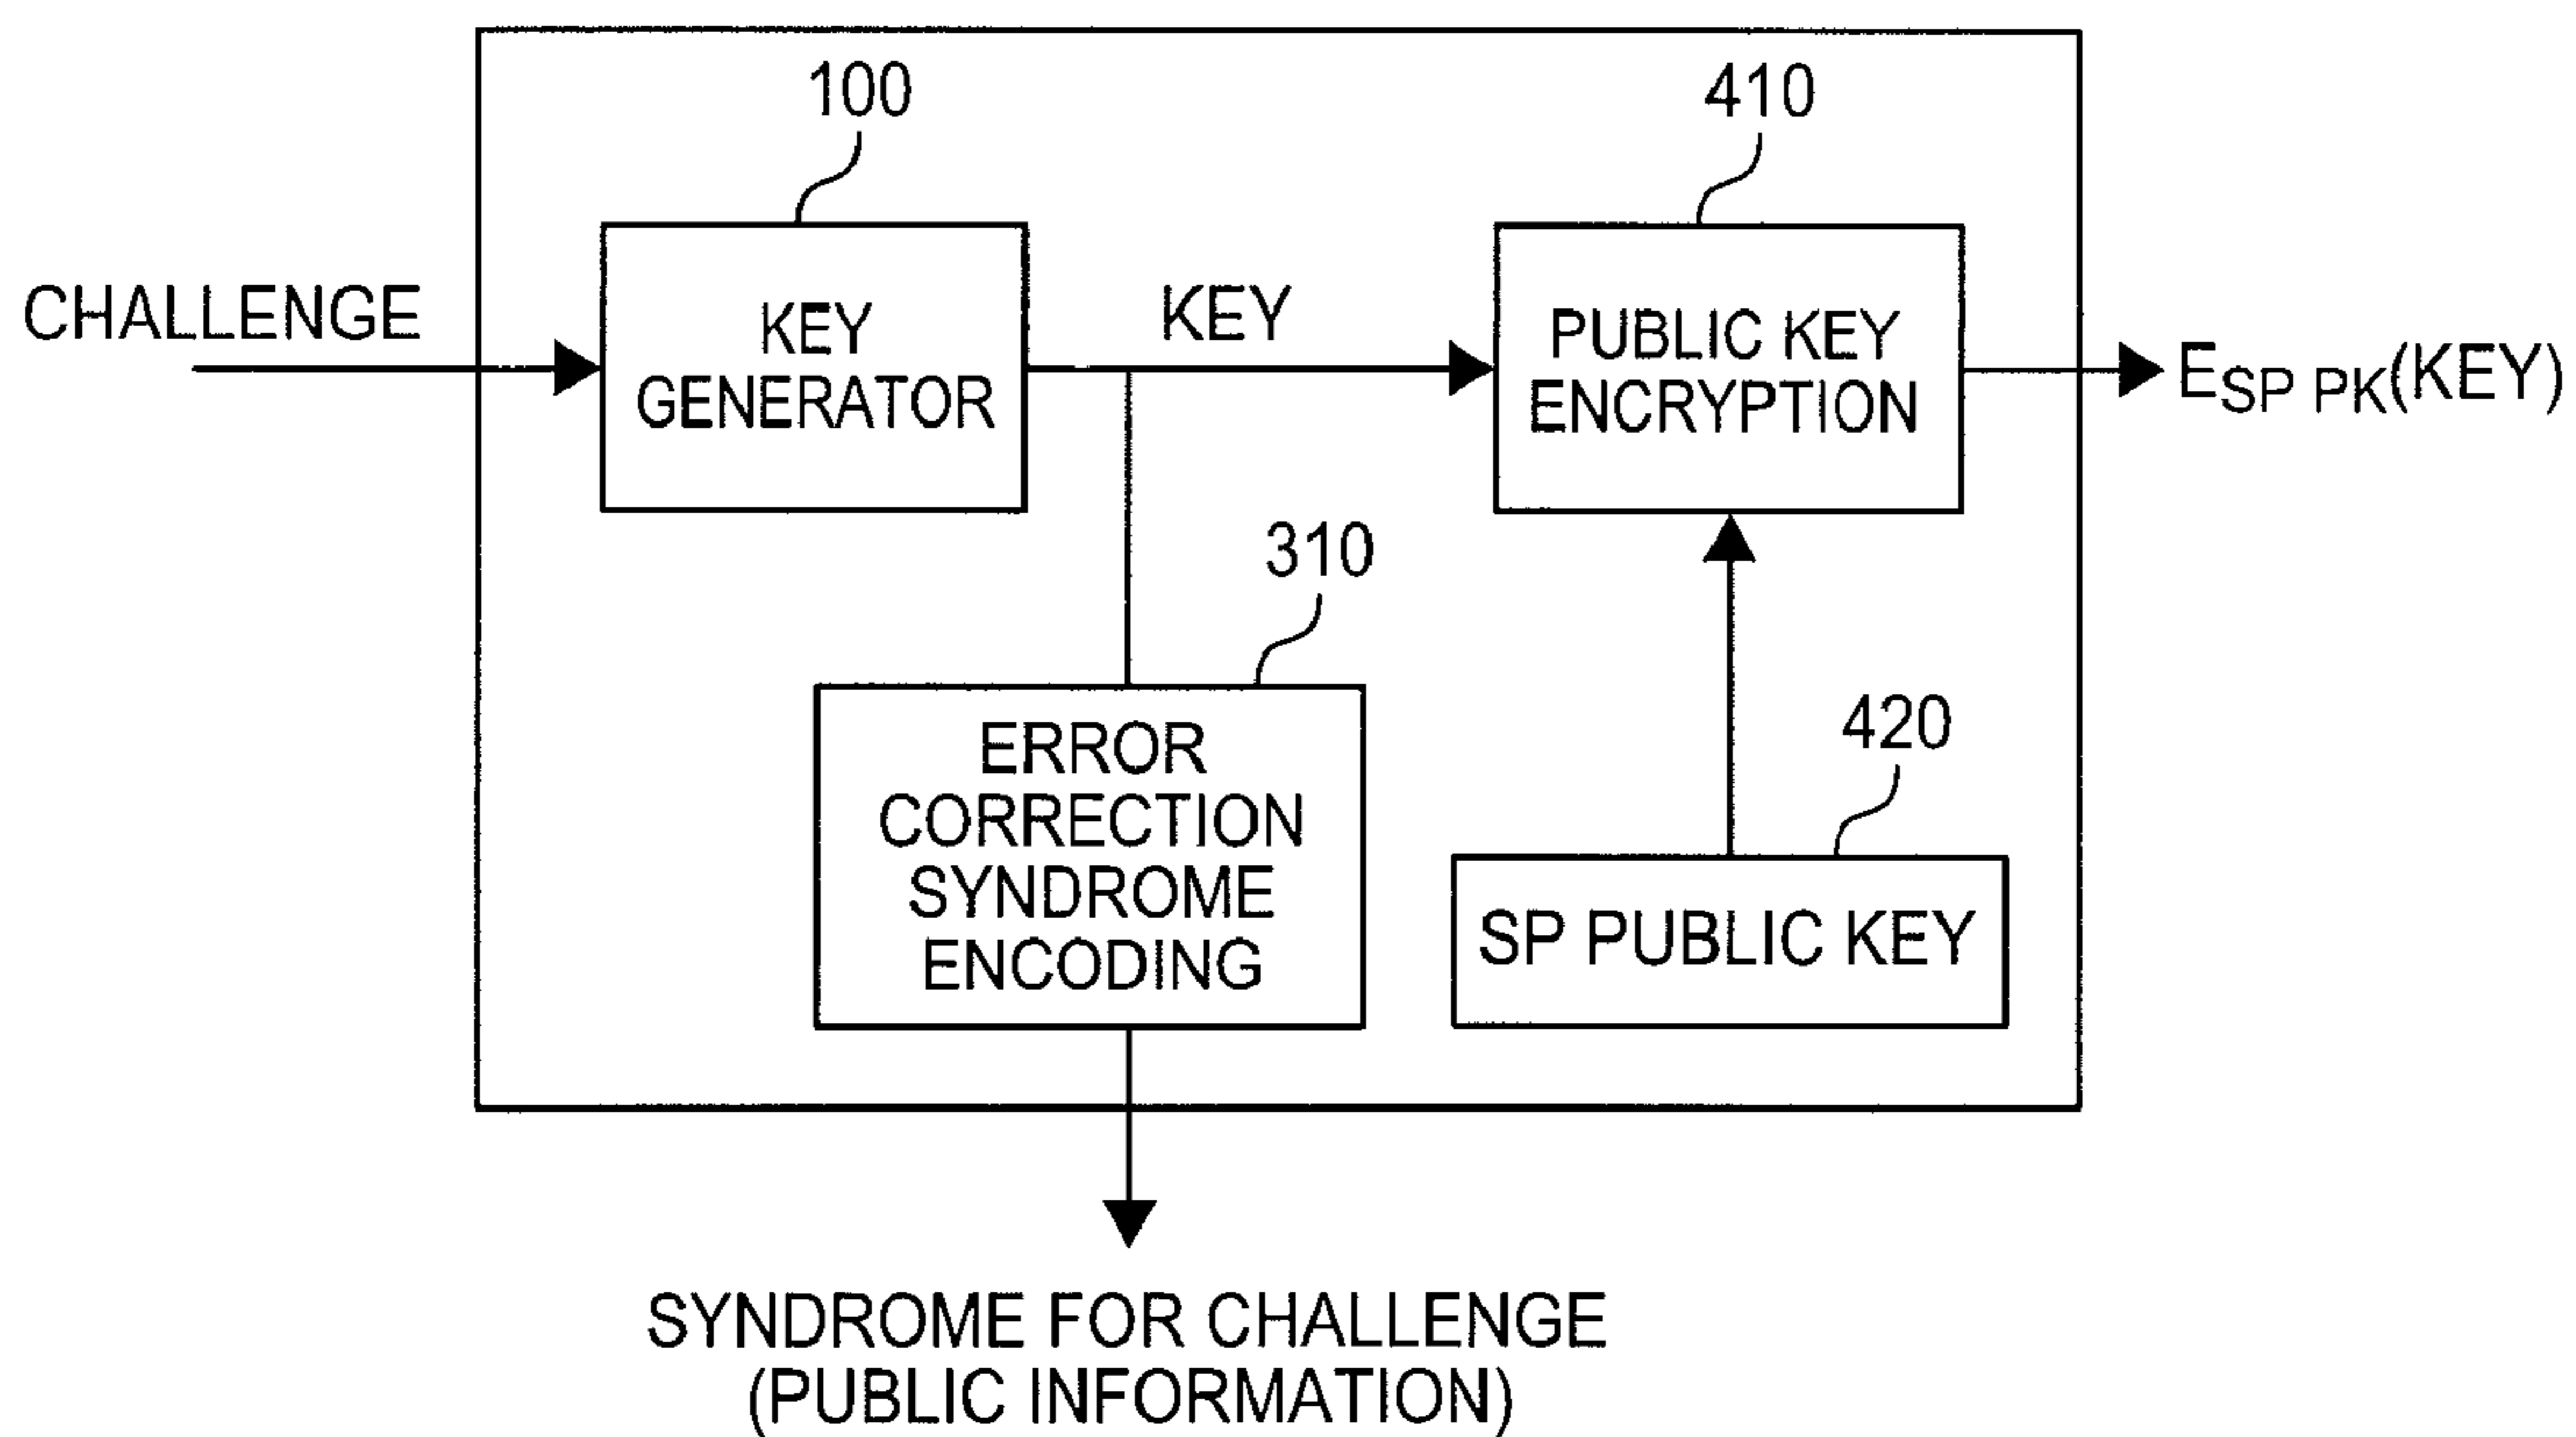 100
410
CHALLENGE
KEY
GENERATOR
KEY
PUBLIC KEY
ENCRYPTION
E_SP PK(KEY)
310
ERROR
CORRECTION
SYNDROME
ENCODING
420
SP PUBLIC KEY
SYNDROME FOR CHALLENGE
(PUBLIC INFORMATION)